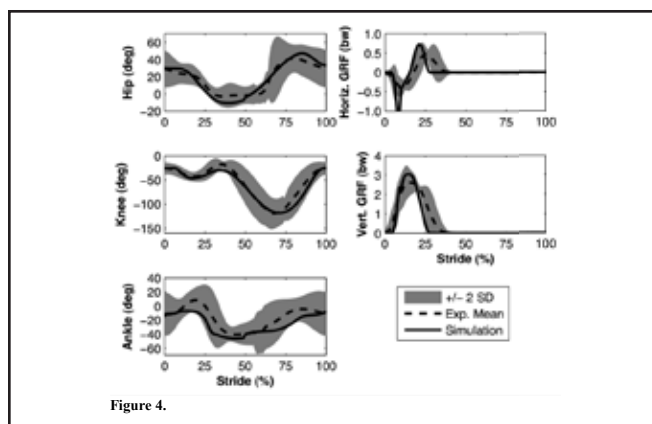 Hip (deg)
60
40
20
0
-20
0 25 50 75 100
Horiz. GRF (bw)
1.0
0.5
0
-0.5
1.0
0 25 50 75 100
Knee (deg)
0
-50
-100
-150
0 25 50 75 100
Vert. GRF (bw)
4
3
2
1
0
0 25 50 75 100
Stride (%)
Ankle (deg)
40
20
0
-20
-40
-60
0 25 50 75 100
Stride (%)
+/- 2 SD
Exp. Mean
Simulation
Figure 4.